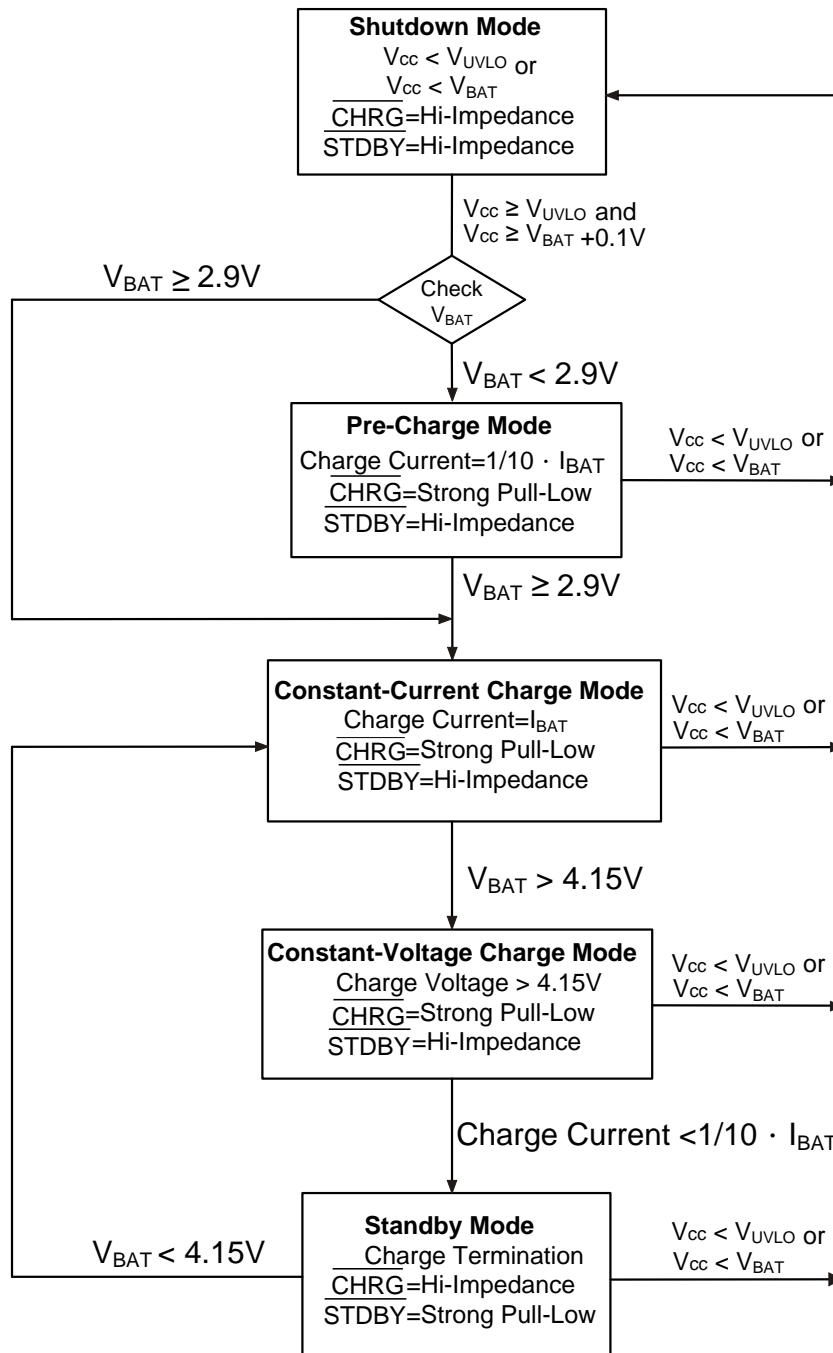 Shutdown Mode
Vcc < VUVLO or
Vcc < VBAT
CHRG=Hi-Impedance
STDBY=Hi-Impedance
Vcc ≥ VUVLO and
Vcc ≥ VBAT +0.1V
VBAT ≥ 2.9V
Check
VBAT
VBAT < 2.9V
Pre-Charge Mode
Charge Current=1/10 · IBAT
CHRG=Strong Pull-Low
STDBY=Hi-Impedance
Vcc < VUVLO or
Vcc < VBAT
VBAT ≥ 2.9V
Constant-Current Charge Mode
Charge Current=IBAT
CHRG=Strong Pull-Low
STDBY=Hi-Impedance
Vcc < VUVLO or
Vcc < VBAT
VBAT > 4.15V
Constant-Voltage Charge Mode
Charge Voltage > 4.15V
CHRG=Strong Pull-Low
STDBY=Hi-Impedance
Vcc < VUVLO or
Vcc < VBAT
Charge Current <1/10 · IBAT
Standby Mode
Charge Termination
CHRG=Hi-Impedance
STDBY=Strong Pull-Low
VBAT < 4.15V
Vcc < VUVLO or
Vcc < VBAT